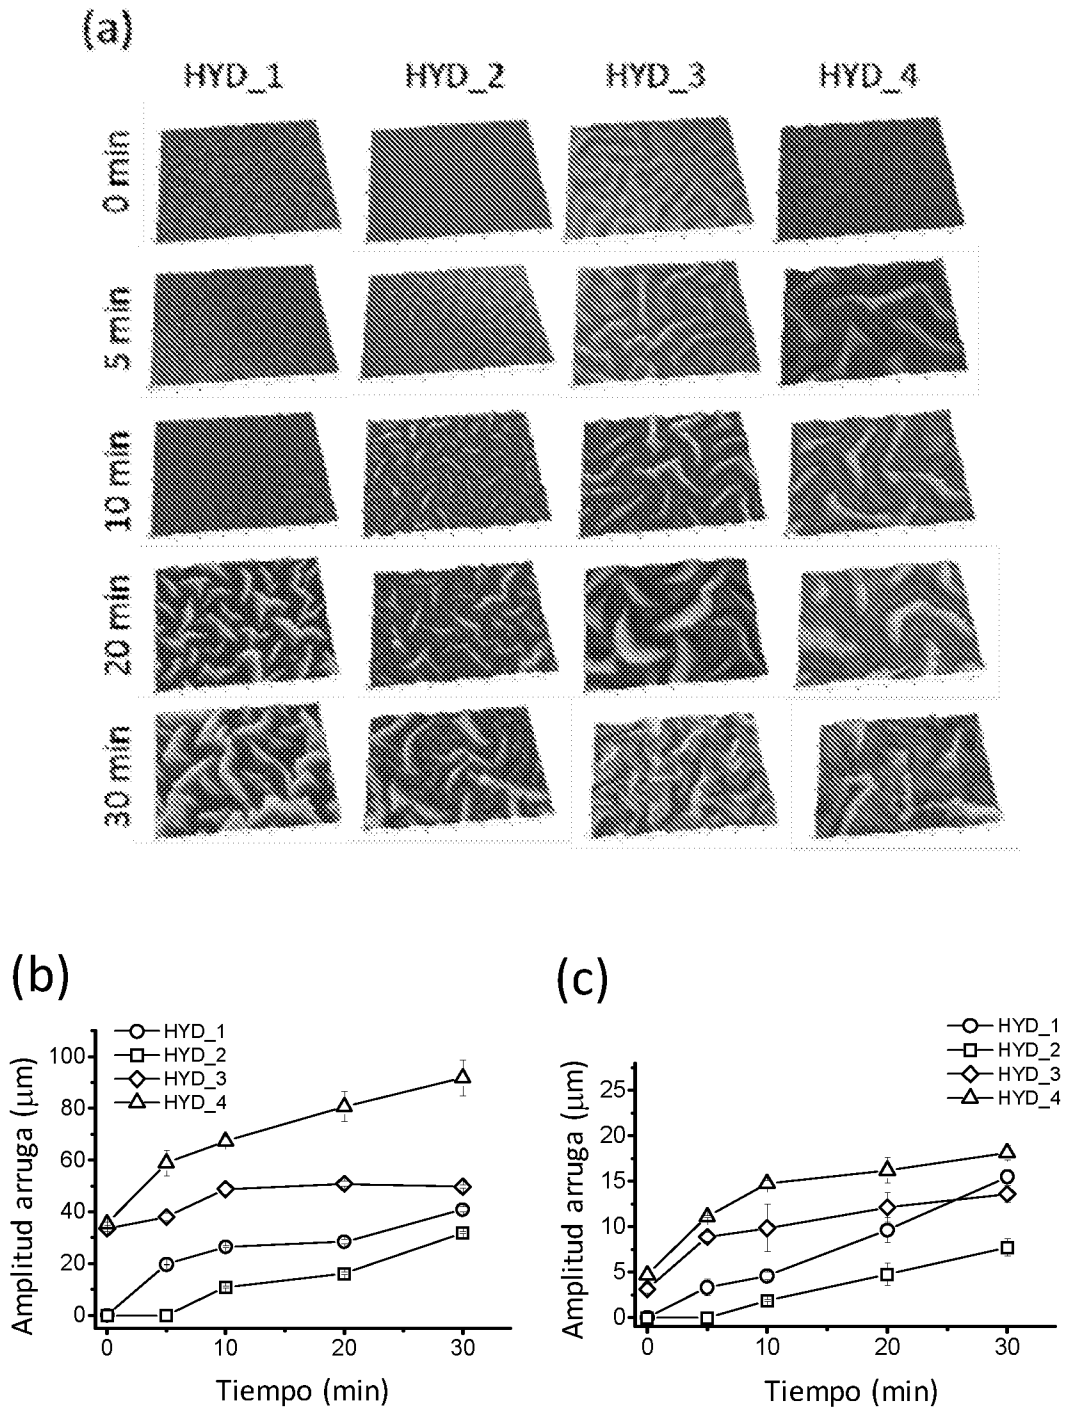 (a)
HYD_1 HYD_2 HYD_3 HYD_4
0 min
5 min
10 min
20 min
30 min
(b)
HYD_1
HYD_2
HYD_3
HYD_4
Amplitud arruga (μm)
100
80
60
40
20
0
0 10 20 30
Tiempo (min)
(c)
HYD_1
HYD_2
HYD_3
HYD_4
Amplitud arruga (μm)
25
20
15
10
5
0
0 10 20 30
Tiempo (min)